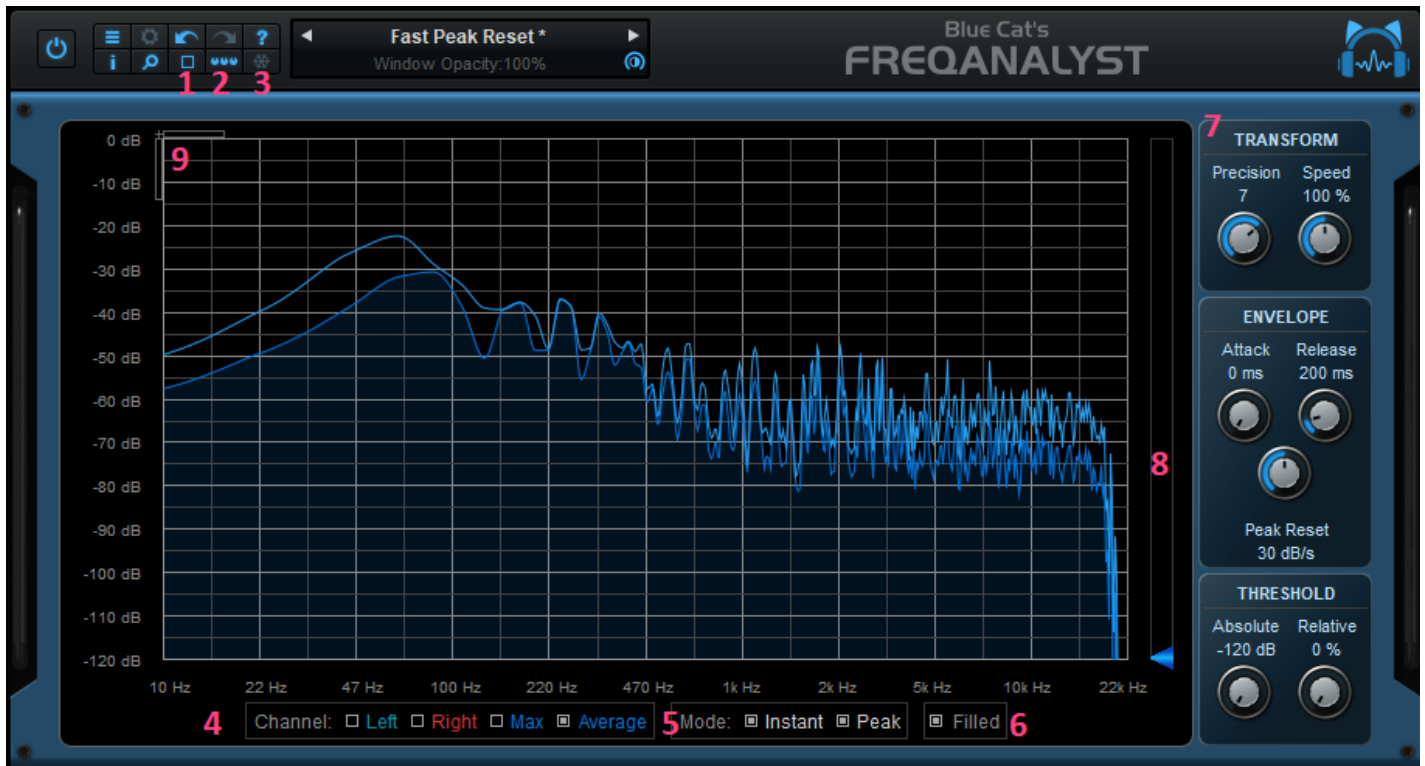 Blue Cat's
FREQANALYST
?
Fast Peak Reset *
Window Opacity:100%
i
1 2 3
7
TRANSFORM
Precision Speed
7 100 %
ENVELOPE
Attack Release
0 ms 200 ms
Peak Reset
30 dB/s
THRESHOLD
Absolute Relative
-120 dB 0 %
9
8
0 dB
-10 dB
-20 dB
-30 dB
-40 dB
-50 dB
-60 dB
-70 dB
-80 dB
-90 dB
-100 dB
-110 dB
-120 dB
10 Hz 22 Hz 47 Hz 100 Hz 220 Hz 470 Hz 1k Hz 2k Hz 5k Hz 10k Hz 22k Hz
4 Channel: Left Right Max Average 5 Mode: Instant Peak Filled 6